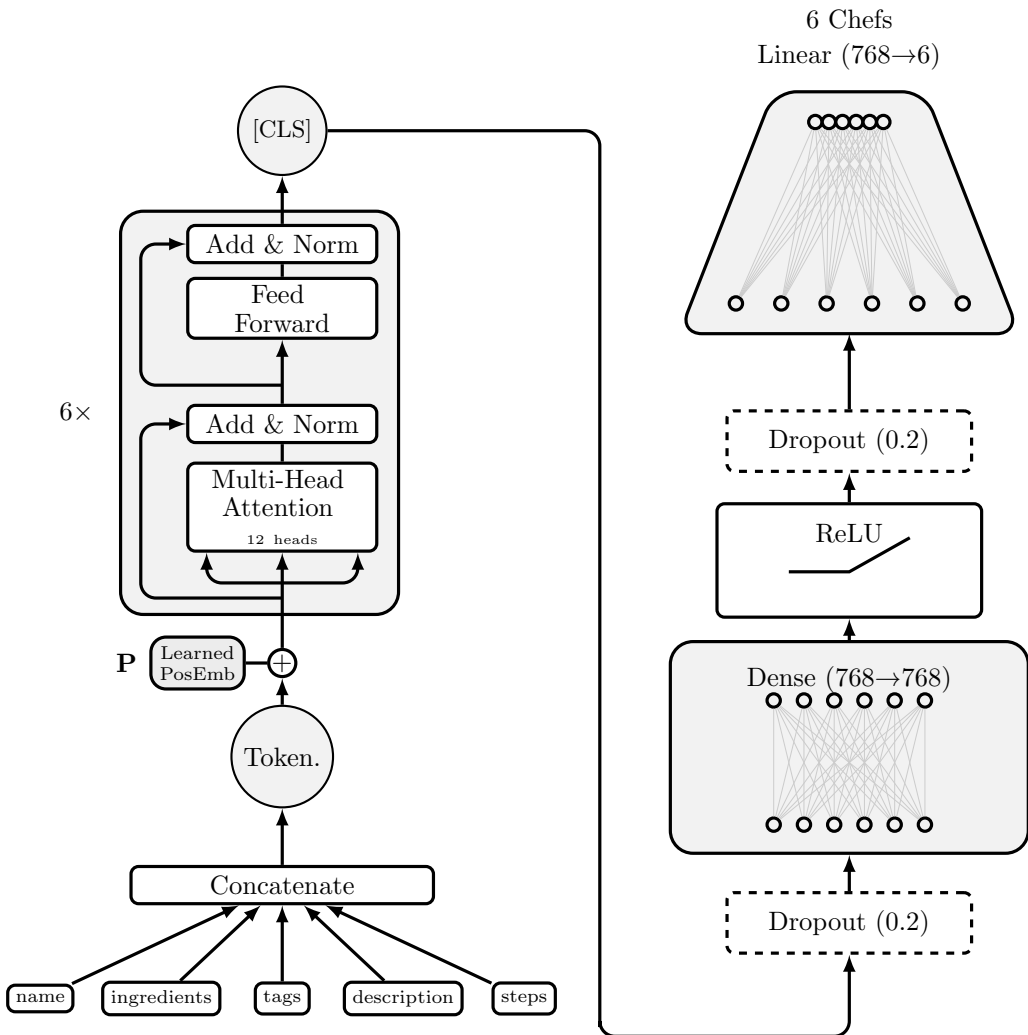 6 Chefs
Linear (768→6)
[CLS]
Add & Norm
Feed
Forward
6×
Add & Norm
Multi-Head
Attention
12 heads
P
Learned
PosEmb
+
Token.
Concatenate
name
ingredients
tags
description
steps
Dropout (0.2)
ReLU
Dense (768→768)
Dropout (0.2)